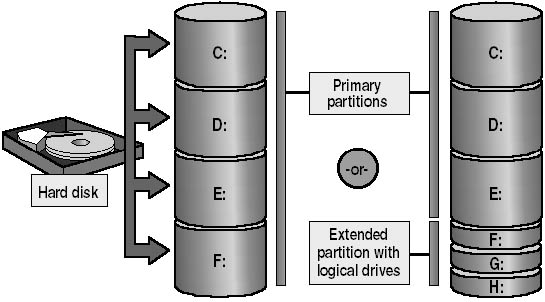 Hard disk
C:
D:
E:
F:
Primary
partitions
-or-
Extended
partition with
logical drives
C:
D:
E:
F:
G:
H: